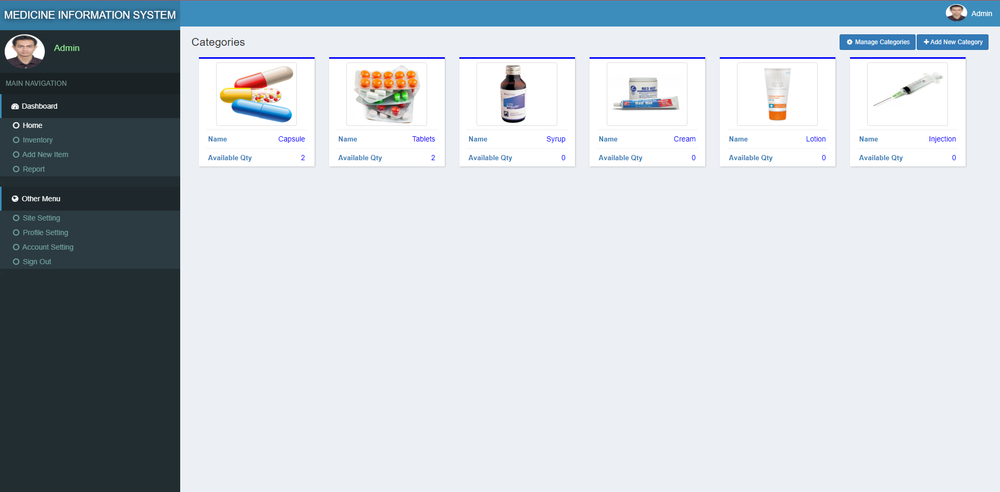 MEDICINE INFORMATION SYSTEM
Admin
Admin
MAIN NAVIGATION
Dashboard
Home
Inventory
Add New Item
Report
Other Menu
Site Setting
Profile Setting
Account Setting
Sign Out
Categories
Manage Categories
Add New Category
Name Capsule
Available Qty 2
Name Tablets
Available Qty 2
INTELLEC
Name Syrup
Available Qty 0
RED HOT
Red Hot
Name Cream
Available Qty 0
Name Lotion
Available Qty 0
Name Injection
Available Qty 0